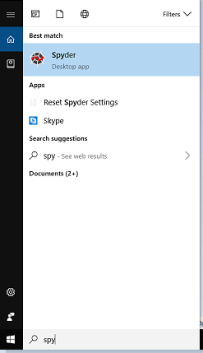 Filters
Best match
Spyder
Desktop app
Apps
Reset Spyder Settings
Skype
Search suggestions
spy - See web results
Documents (2+)
spy